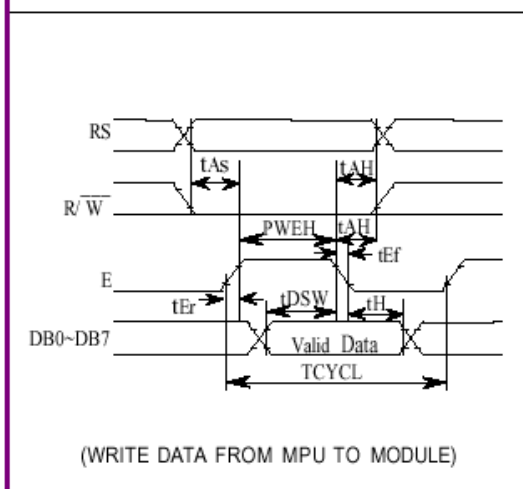 RS
tAs
tAH
R/W
PWEH
tAH
tEf
E
tEr
tDSW
tH
DB0~DB7
Valid Data
TCYCL
(WRITE DATA FROM MPU TO MODULE)